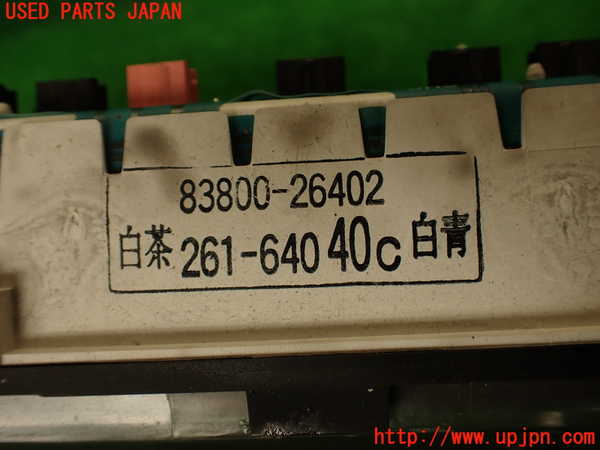 USED PARTS JAPAN
83800-26402
白茶 261-640 40C 白青
http://www.upjpn.com/